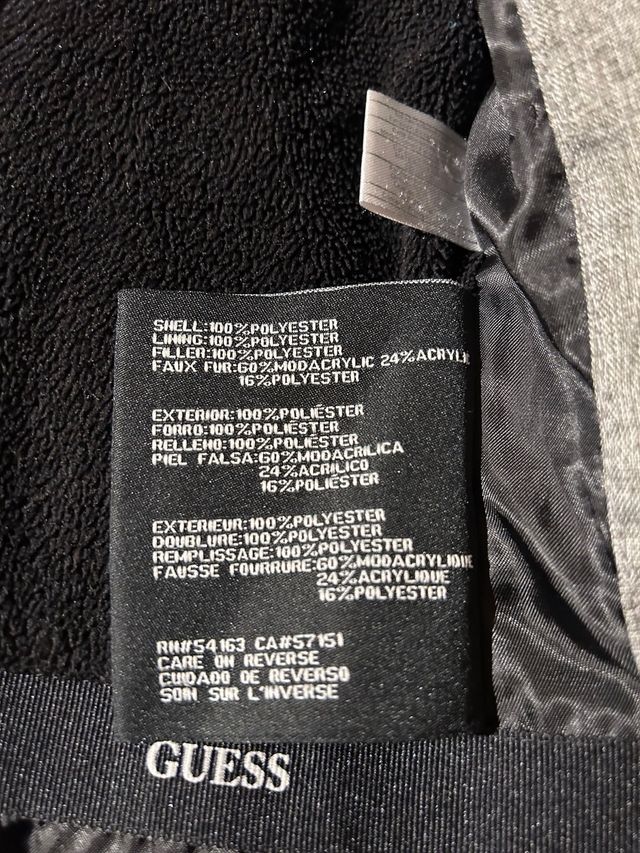 SHELL:100%POLYESTER
LINING:100%POLYESTER
FILLER:100%POLYESTER
FAUX FUR:60%MODACRYLIC 24%ACRYLIC
16%POLYESTER
EXTERIOR:100%POLIÉSTER
FORRO:100%POLIÉSTER
RELLENO:100%POLIÉSTER
PIEL FALSA:60%MODACRILICA
24%ACRILICO
16%POLIÉSTER
EXTERIEUR:100%POLYESTER
DOUBLURE:100%POLYESTER
REMPLISSAGE:100%POLYESTER
FAUSSE FOURRURE:60%MODACRYLIQUE
24%ACRYLIQUE
16%POLYESTER
RN#54163 CA#57151
CARE ON REVERSE
CUIDADO DE REVERSO
SOIN SUR L'INVERSE
GUESS